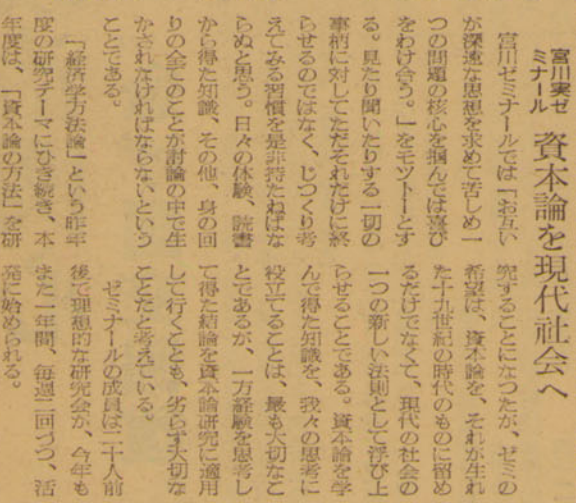 宮川実ゼ
ミナール
資本論を現代社会へ
宮川ゼミナールでは「お互い
が深遠な思想を求めて苦しめ一
つの問題の核心を掴んでは喜び
をわけ合う。」をモットーとす
る。見たり聞いたりする一切の
事柄に対してただそれだけに終
らせるのではなく、じつくり考
えてみる習慣を是非持たねばな
らぬと思う。日々の体験、読書
から得た知識、その他、身の回
りの全てのことが討論の中で生
かされなければならないという
ことである。
「経済学方法論」という昨年
度の研究テーマにひき続き、本
年度は、「資本論の方法」を研
究することになつたが、ゼミの
希望は、資本論を、それが生れ
た十九世紀の時代のものに留め
るだけでなくて、現代の社会の
一つの新しい法則として浮び上
らせることである。資本論を学
んで得た知識を、我々の思考に
役立てることは、最も大切なこ
とであるが、一方経験を思考し
て得た結論を資本論研究に適用
して行くことも、劣らず大切な
ことだと考えている。
ゼミナールの成員は二十人前
後で理想的な研究会が、今年も
また一年間、毎週二回づつ、活
発に始められる。